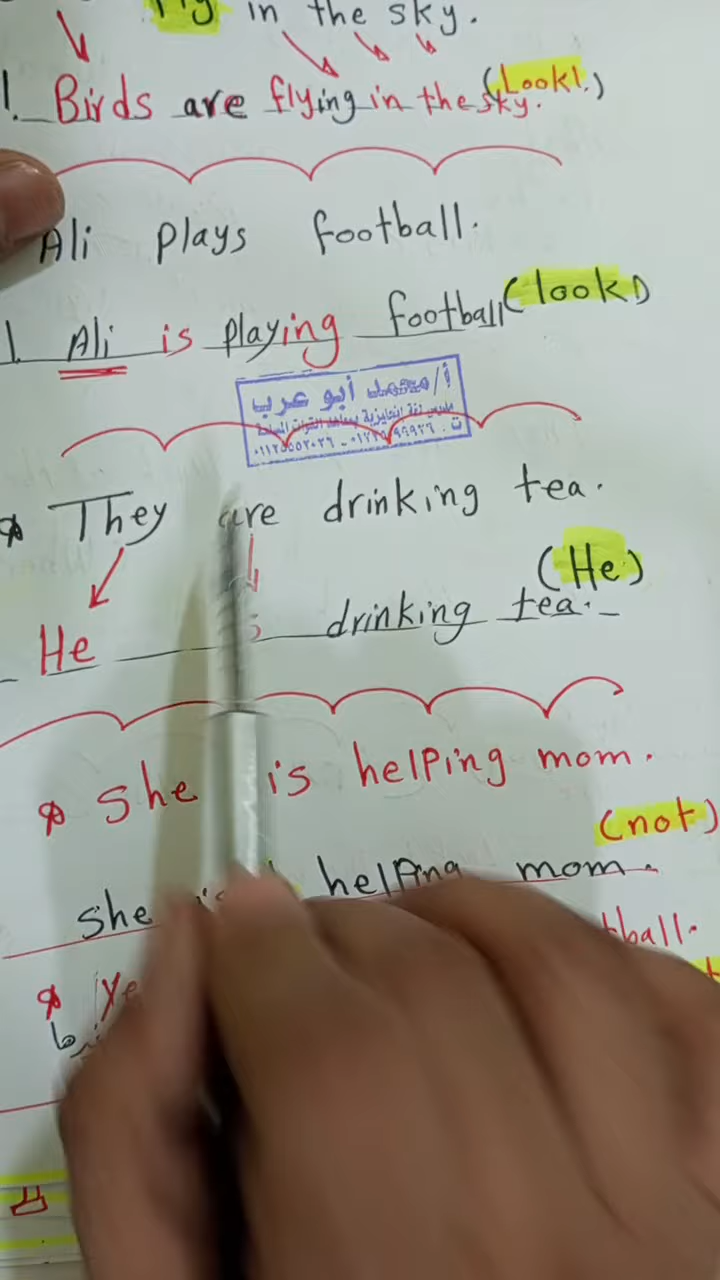 in the sky.
1. Birds are flying in the sky. (Look!)
Ali plays football.
1. Ali is playing football (look!)
أ/ محمد أبو عرب
* They are drinking tea.
(He)
He drinking tea.
* She is helping mom.
(not)
she helping mom.